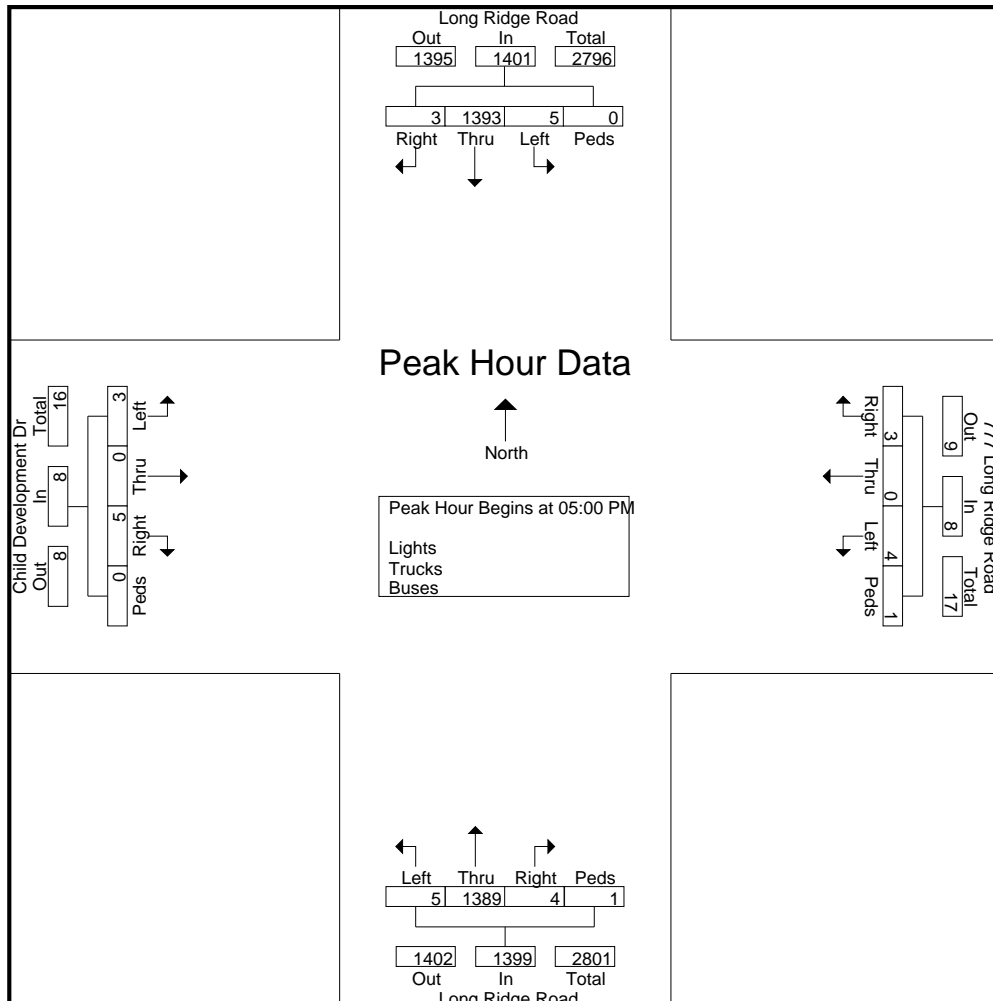 Long Ridge Road
Out In Total
1395 1401 2796
3 1393 5 0
Right Thru Left Peds
Peak Hour Data
North
Peak Hour Begins at 05:00 PM
Lights
Trucks
Buses
Child Development Dr
Out In Total
8 8 16
3 0 5 0
Left Thru Right Peds
Right Thru Left Peds
3 0 4 1
9 8 17
Out In Total
777 Long Ridge Road
Left Thru Right Peds
5 1389 4 1
1402 1399 2801
Out In Total
Long Ridge Road